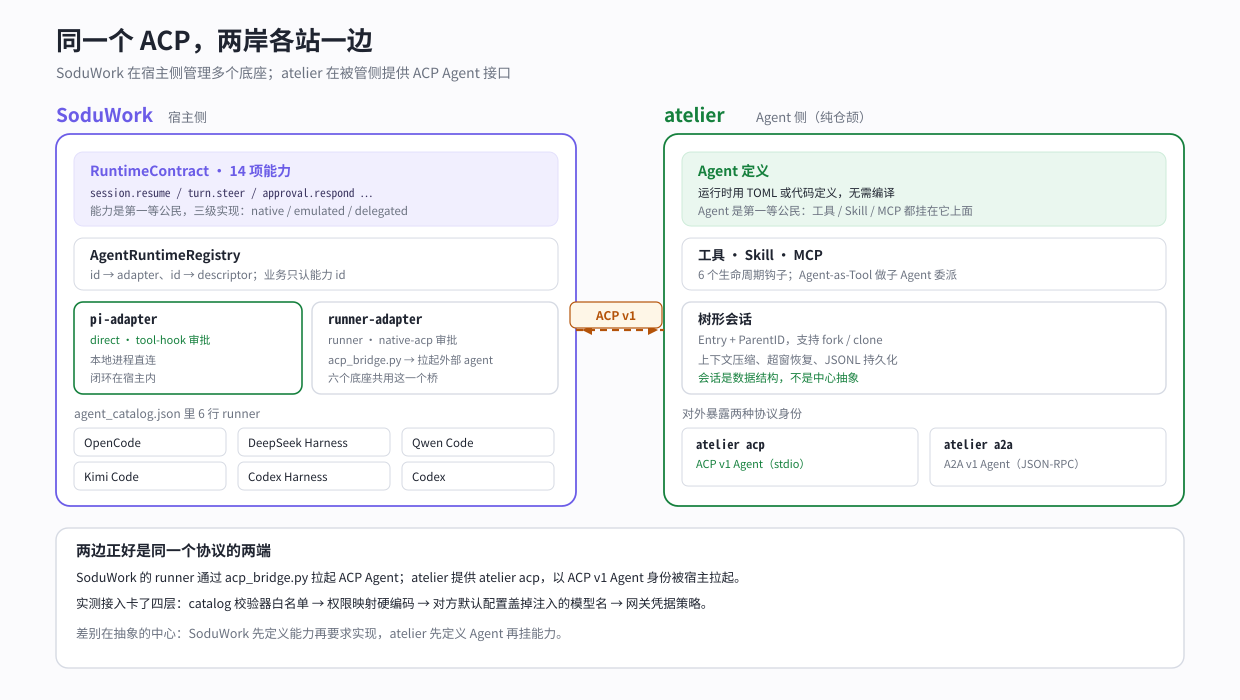 同一个 ACP，两岸各站一边
SoduWork 在宿主侧管理多个底座；atelier 在被管侧提供 ACP Agent 接口
SoduWork 宿主侧
RuntimeContract · 14 项能力
session.resume / turn.steer / approval.respond ...
能力是第一等公民，三级实现：native / emulated / delegated
AgentRuntimeRegistry
id → adapter、id → descriptor；业务只认能力 id
pi-adapter
direct · tool-hook 审批
本地进程直连
闭环在宿主内
runner-adapter
runner · native-acp 审批
acp_bridge.py → 拉起外部 agent
六个底座共用这一个桥
agent_catalog.json 里 6 行 runner
OpenCode
DeepSeek Harness
Qwen Code
Kimi Code
Codex Harness
Codex
ACP v1
atelier Agent 侧（纯仓颉）
Agent 定义
运行时用 TOML 或代码定义，无需编译
Agent 是第一等公民：工具 / Skill / MCP 都挂在它上面
工具 · Skill · MCP
6 个生命周期钩子；Agent-as-Tool 做子 Agent 委派
树形会话
Entry + ParentID，支持 fork / clone
上下文压缩、超窗恢复、JSONL 持久化
会话是数据结构，不是中心抽象
对外暴露两种协议身份
atelier acp
ACP v1 Agent（stdio）
atelier a2a
A2A v1 Agent（JSON-RPC）
两边正好是同一个协议的两端
SoduWork 的 runner 通过 acp_bridge.py 拉起 ACP Agent；atelier 提供 atelier acp，以 ACP v1 Agent 身份被宿主拉起。
实测接入卡了四层：catalog 校验器白名单 → 权限映射硬编码 → 对方默认配置盖掉注入的模型名 → 网关凭据策略。
差别在抽象的中心：SoduWork 先定义能力再要求实现，atelier 先定义 Agent 再挂能力。